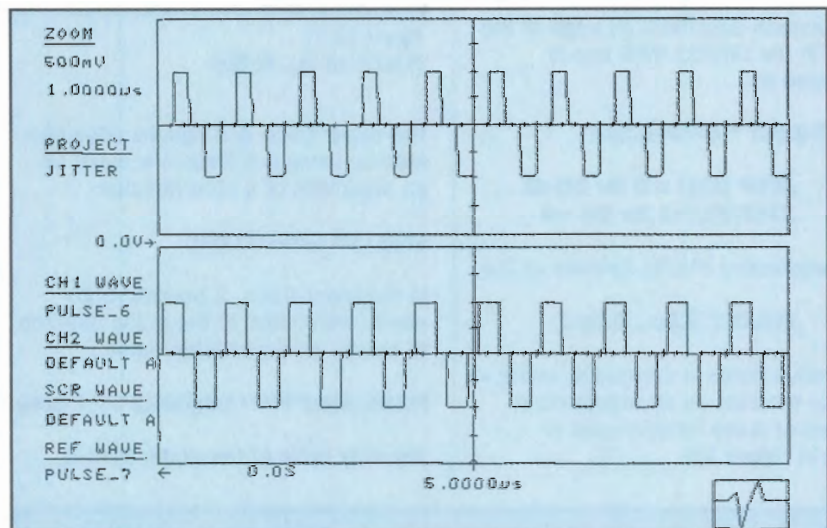 ZOOM
500mV
1.0000µs
PROJECT
JITTER
0.0V→
CH1 WAVE
PULSE_6
CH2 WAVE
DEFAULT A
SCR WAVE
DEFAULT A
REF WAVE
PULSE_7
← 0.0S 5.0000µs